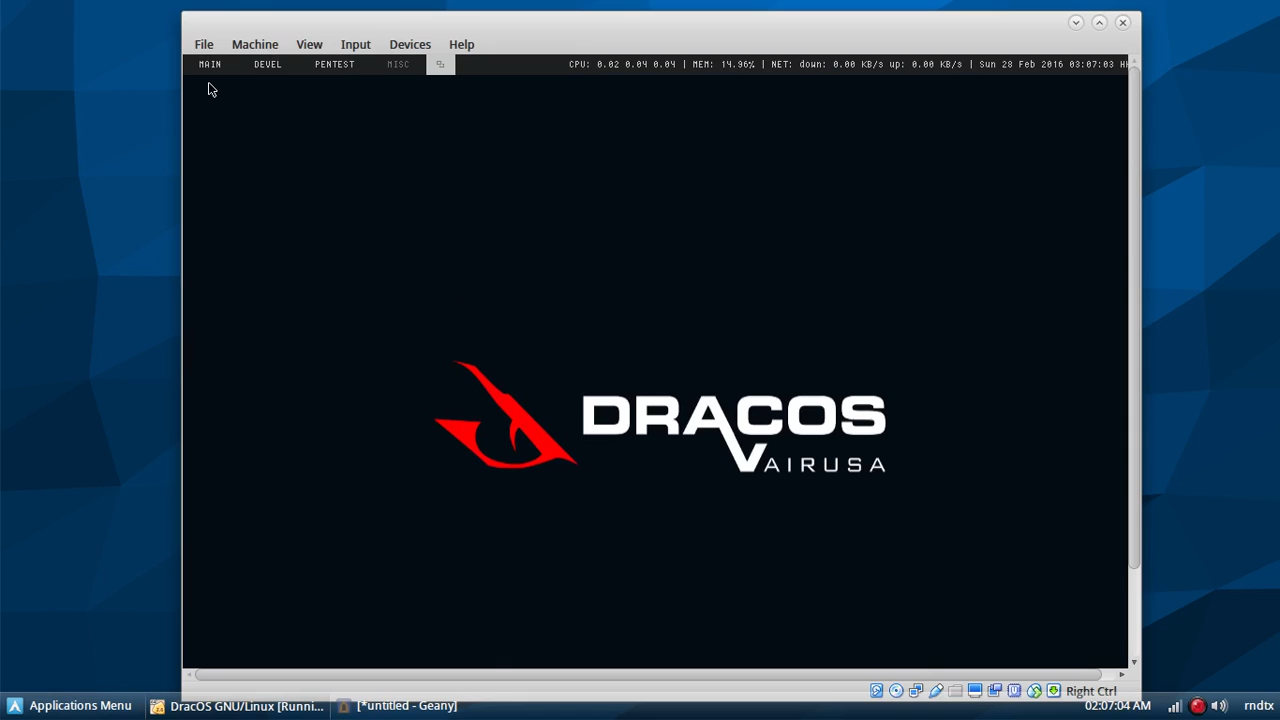 File Machine View Input Devices Help
MAIN DEVEL PENTEST MISC CPU: 0.02 0.04 0.04 | MEM: 14.96% | NET: down: 0.00 KB/s up: 0.00 KB/s | Sun 28 Feb 2016 03:07:03
DRACOS
VAIRUSA
Right Ctrl
Applications Menu DracOS GNU/Linux [Runni... [*untitled - Geany] 02:07:04 AM rndtx